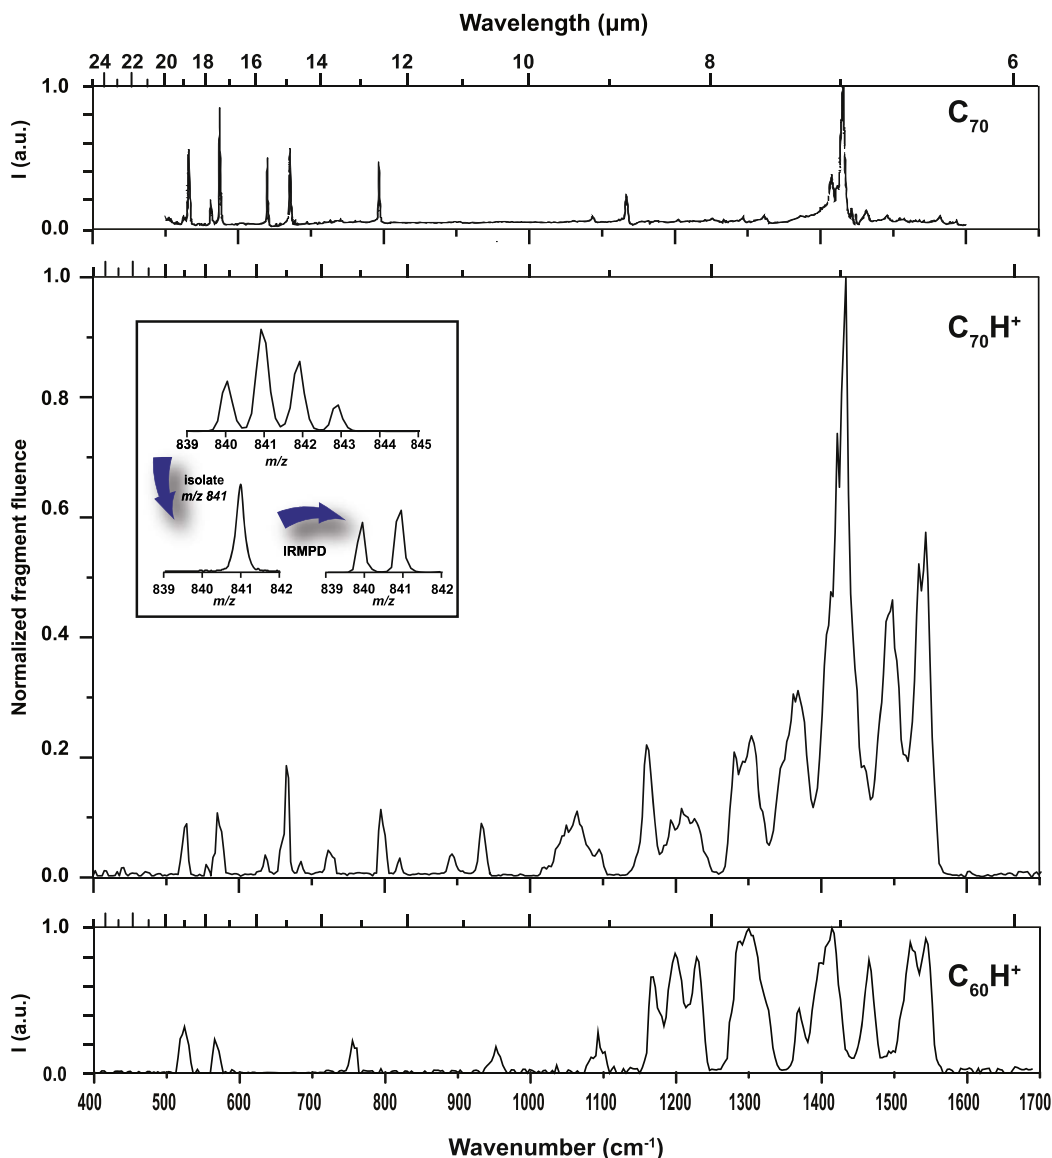 Wavelength (µm)
24 22 20 18 16 14 12 10 8 6
1.0
C70
I (a.u.)
0.0
1.0
C70H+
0.8
0.6
0.4
0.2
0.0
Normalized fragment fluence
839 840 841 842 843 844 845
m/z
isolate
m/z 841
IRMPD
839 840 841 842
m/z
839 840 841 842
m/z
1.0
C60H+
I (a.u.)
0.0
400 500 600 700 800 900 1000 1100 1200 1300 1400 1500 1600 1700
Wavenumber (cm-1)